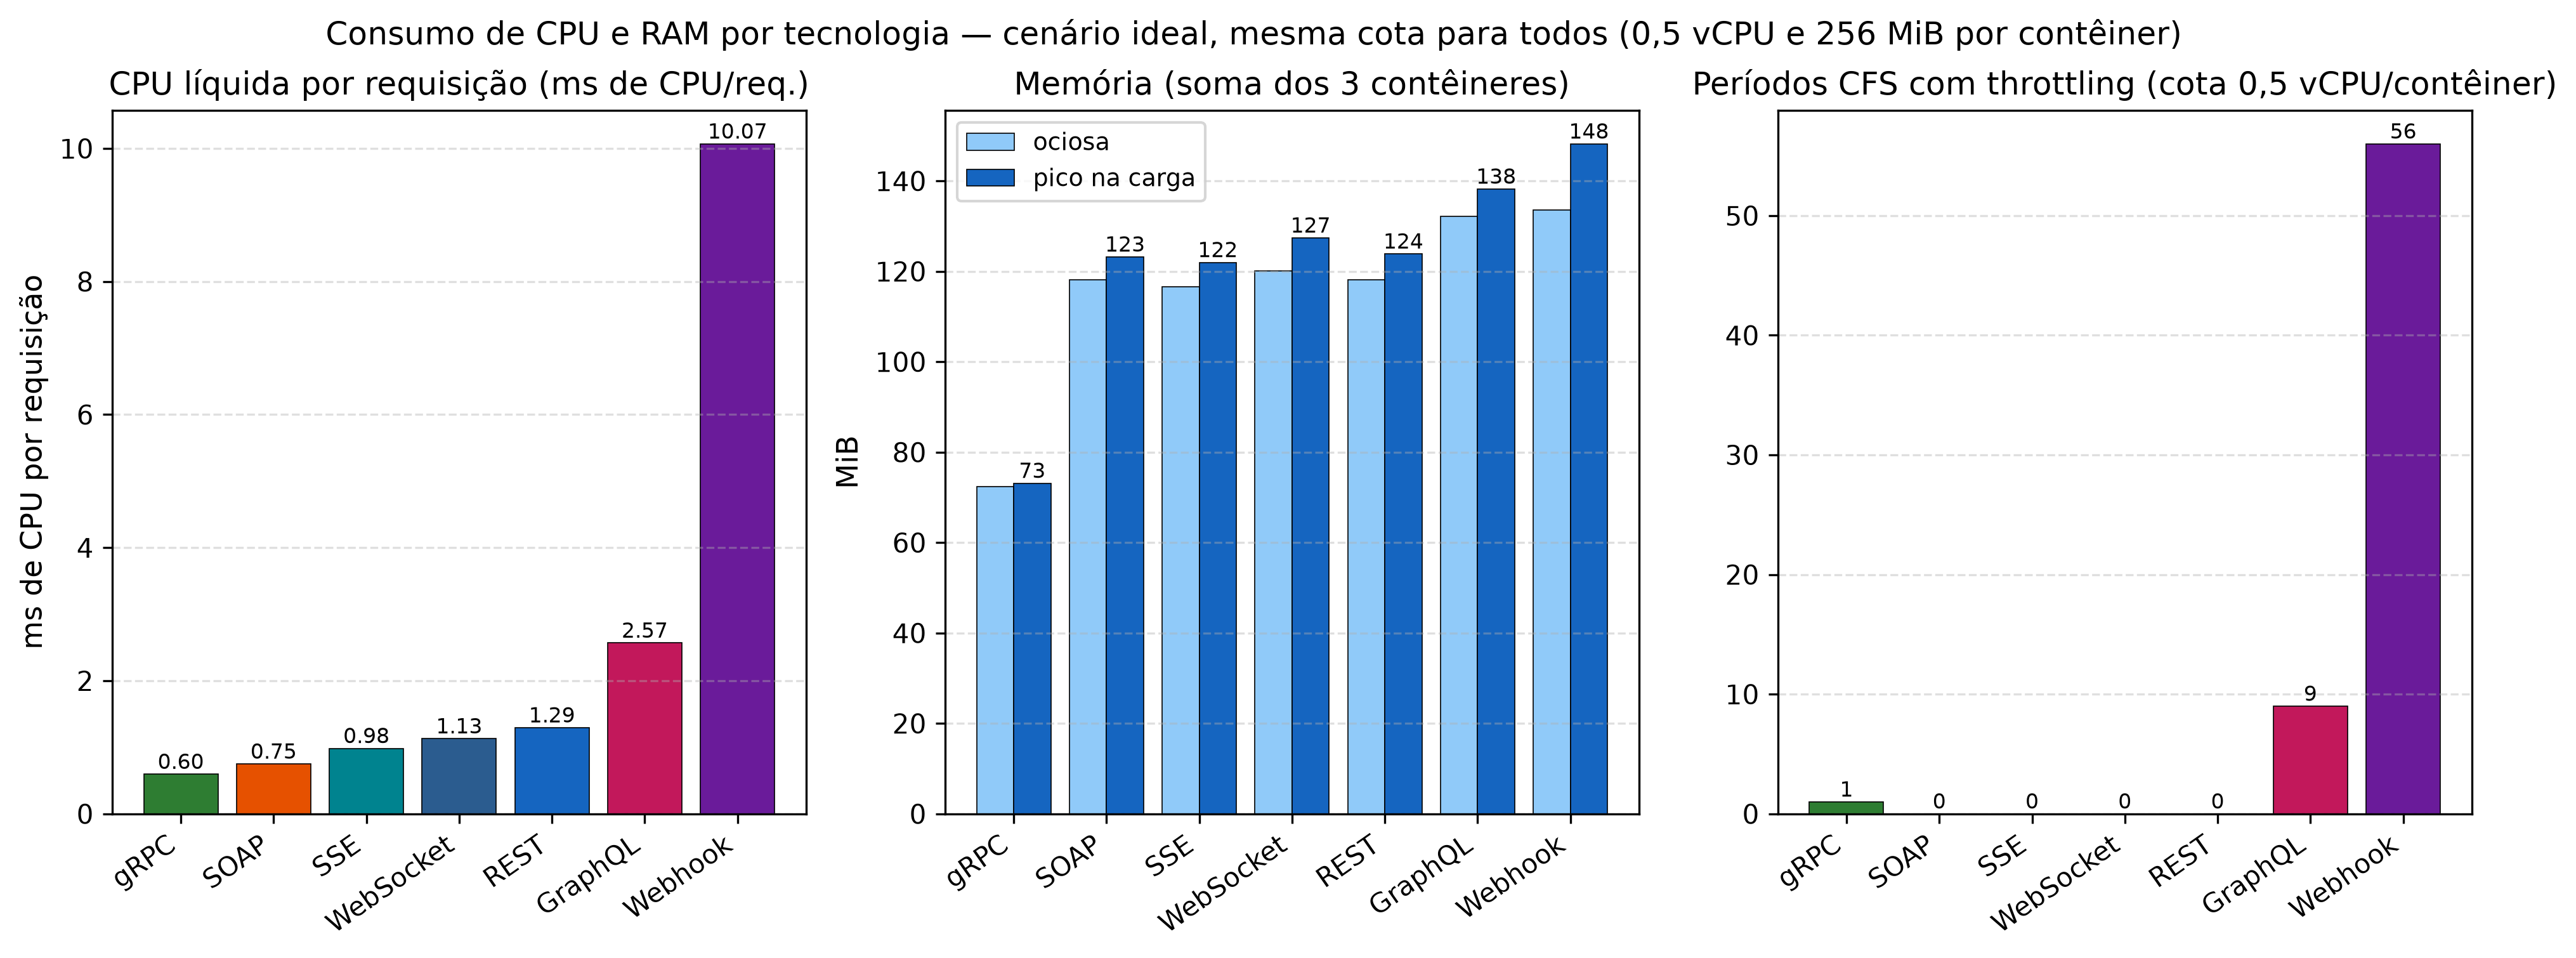 Consumo de CPU e RAM por tecnologia — cenário ideal, mesma cota para todos (0,5 vCPU e 256 MiB por contêiner)
CPU líquida por requisição (ms de CPU/req.)
ms de CPU por requisição
10
8
6
4
2
0
0.60
0.75
0.98
1.13
1.29
2.57
10.07
gRPC
SOAP
SSE
WebSocket
REST
GraphQL
Webhook
Memória (soma dos 3 contêineres)
MiB
ociosa
pico na carga
140
120
100
80
60
40
20
0
73
123
122
127
124
138
148
gRPC
SOAP
SSE
WebSocket
REST
GraphQL
Webhook
Períodos CFS com throttling (cota 0,5 vCPU/contêiner)
50
40
30
20
10
0
1
0
0
0
0
9
56
gRPC
SOAP
SSE
WebSocket
REST
GraphQL
Webhook